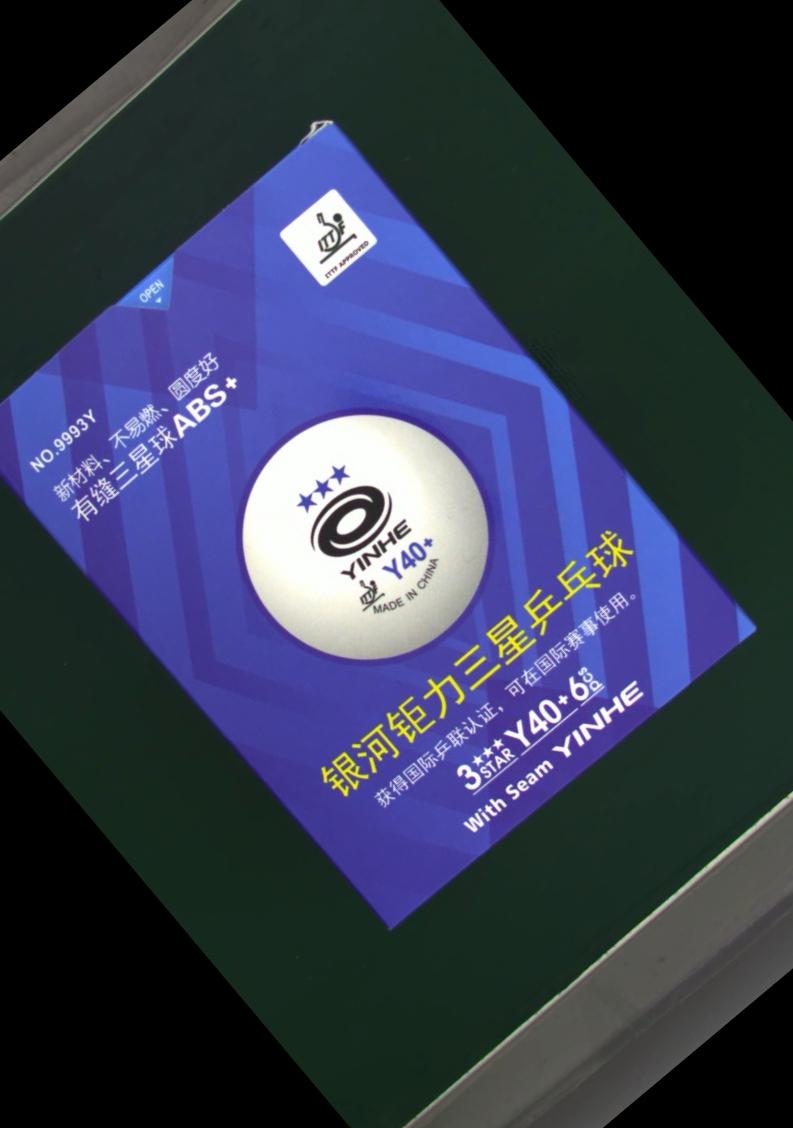 ITTF
ITTF APPROVED
OPEN
NO.9993Y
新材料、不易燃、圆度好
有缝三星球ABS+
YINHE
Y40+
MADE IN CHINA
银河钜力三星乒乓球
获得国际乒联认证，可在国际赛事使用。
3★★★ STAR Y40+ 6PCS
With Seam YINHE